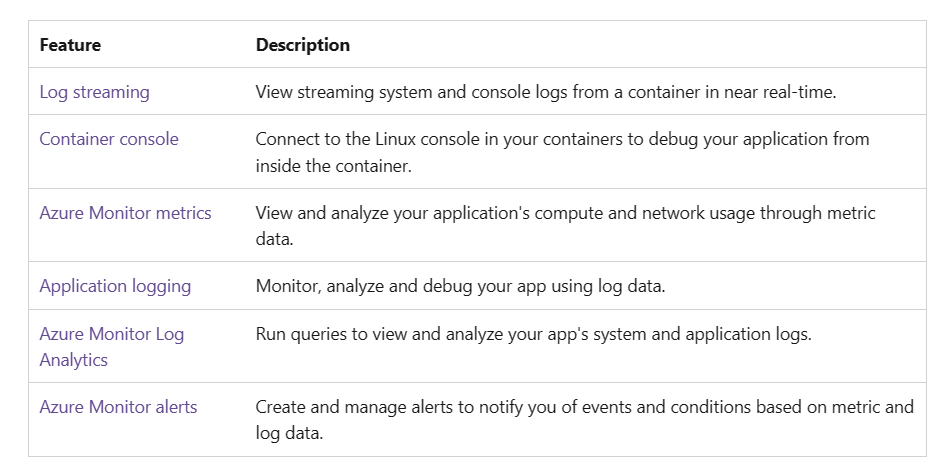 Feature Description
Log streaming View streaming system and console logs from a container in near real-time.
Container console Connect to the Linux console in your containers to debug your application from
inside the container.
Azure Monitor metrics View and analyze your application's compute and network usage through metric
data.
Application logging Monitor, analyze and debug your app using log data.
Azure Monitor Log Run queries to view and analyze your app's system and application logs.
Analytics
Azure Monitor alerts Create and manage alerts to notify you of events and conditions based on metric and
log data.